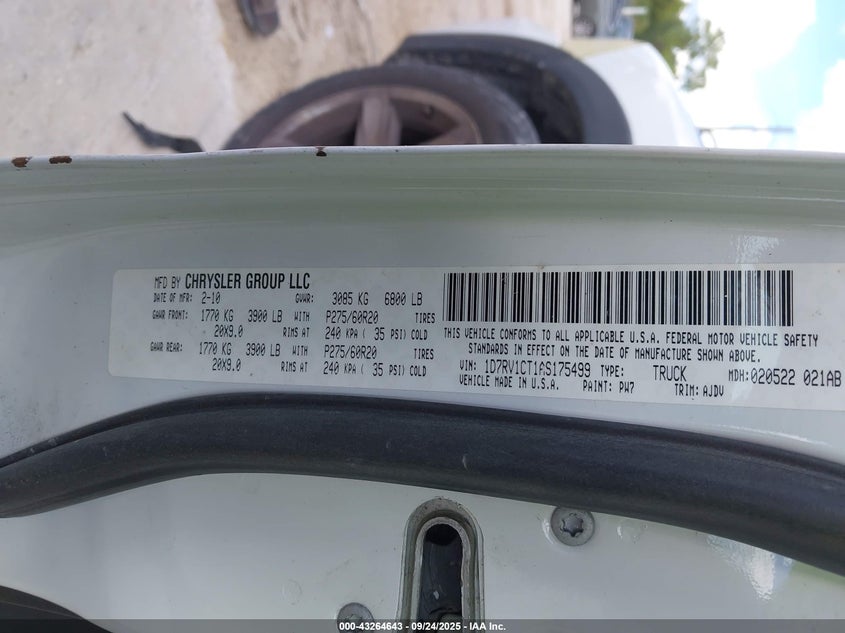 MFD BY CHRYSLER GROUP LLC
DATE OF MFR: 2-10 GVWR: 3085 KG 6800 LB
GAWR FRONT: 1770 KG 3900 LB WITH P275/60R20 TIRES
20X9.0 RIMS AT 240 KPA ( 35 PSI) COLD
GAWR REAR: 1770 KG 3900 LB WITH P275/60R20 TIRES
20X9.0 RIMS AT 240 KPA ( 35 PSI) COLD
THIS VEHICLE CONFORMS TO ALL APPLICABLE U.S.A. FEDERAL MOTOR VEHICLE SAFETY
STANDARDS IN EFFECT ON THE DATE OF MANUFACTURE SHOWN ABOVE.
VIN: 1D7RV1CT1AS175499 TYPE: TRUCK MDH:020522 021AB
VEHICLE MADE IN U.S.A. PAINT: PW7 TRIM: AJDV
000-43264643 - 09/24/2025 - IAA Inc.